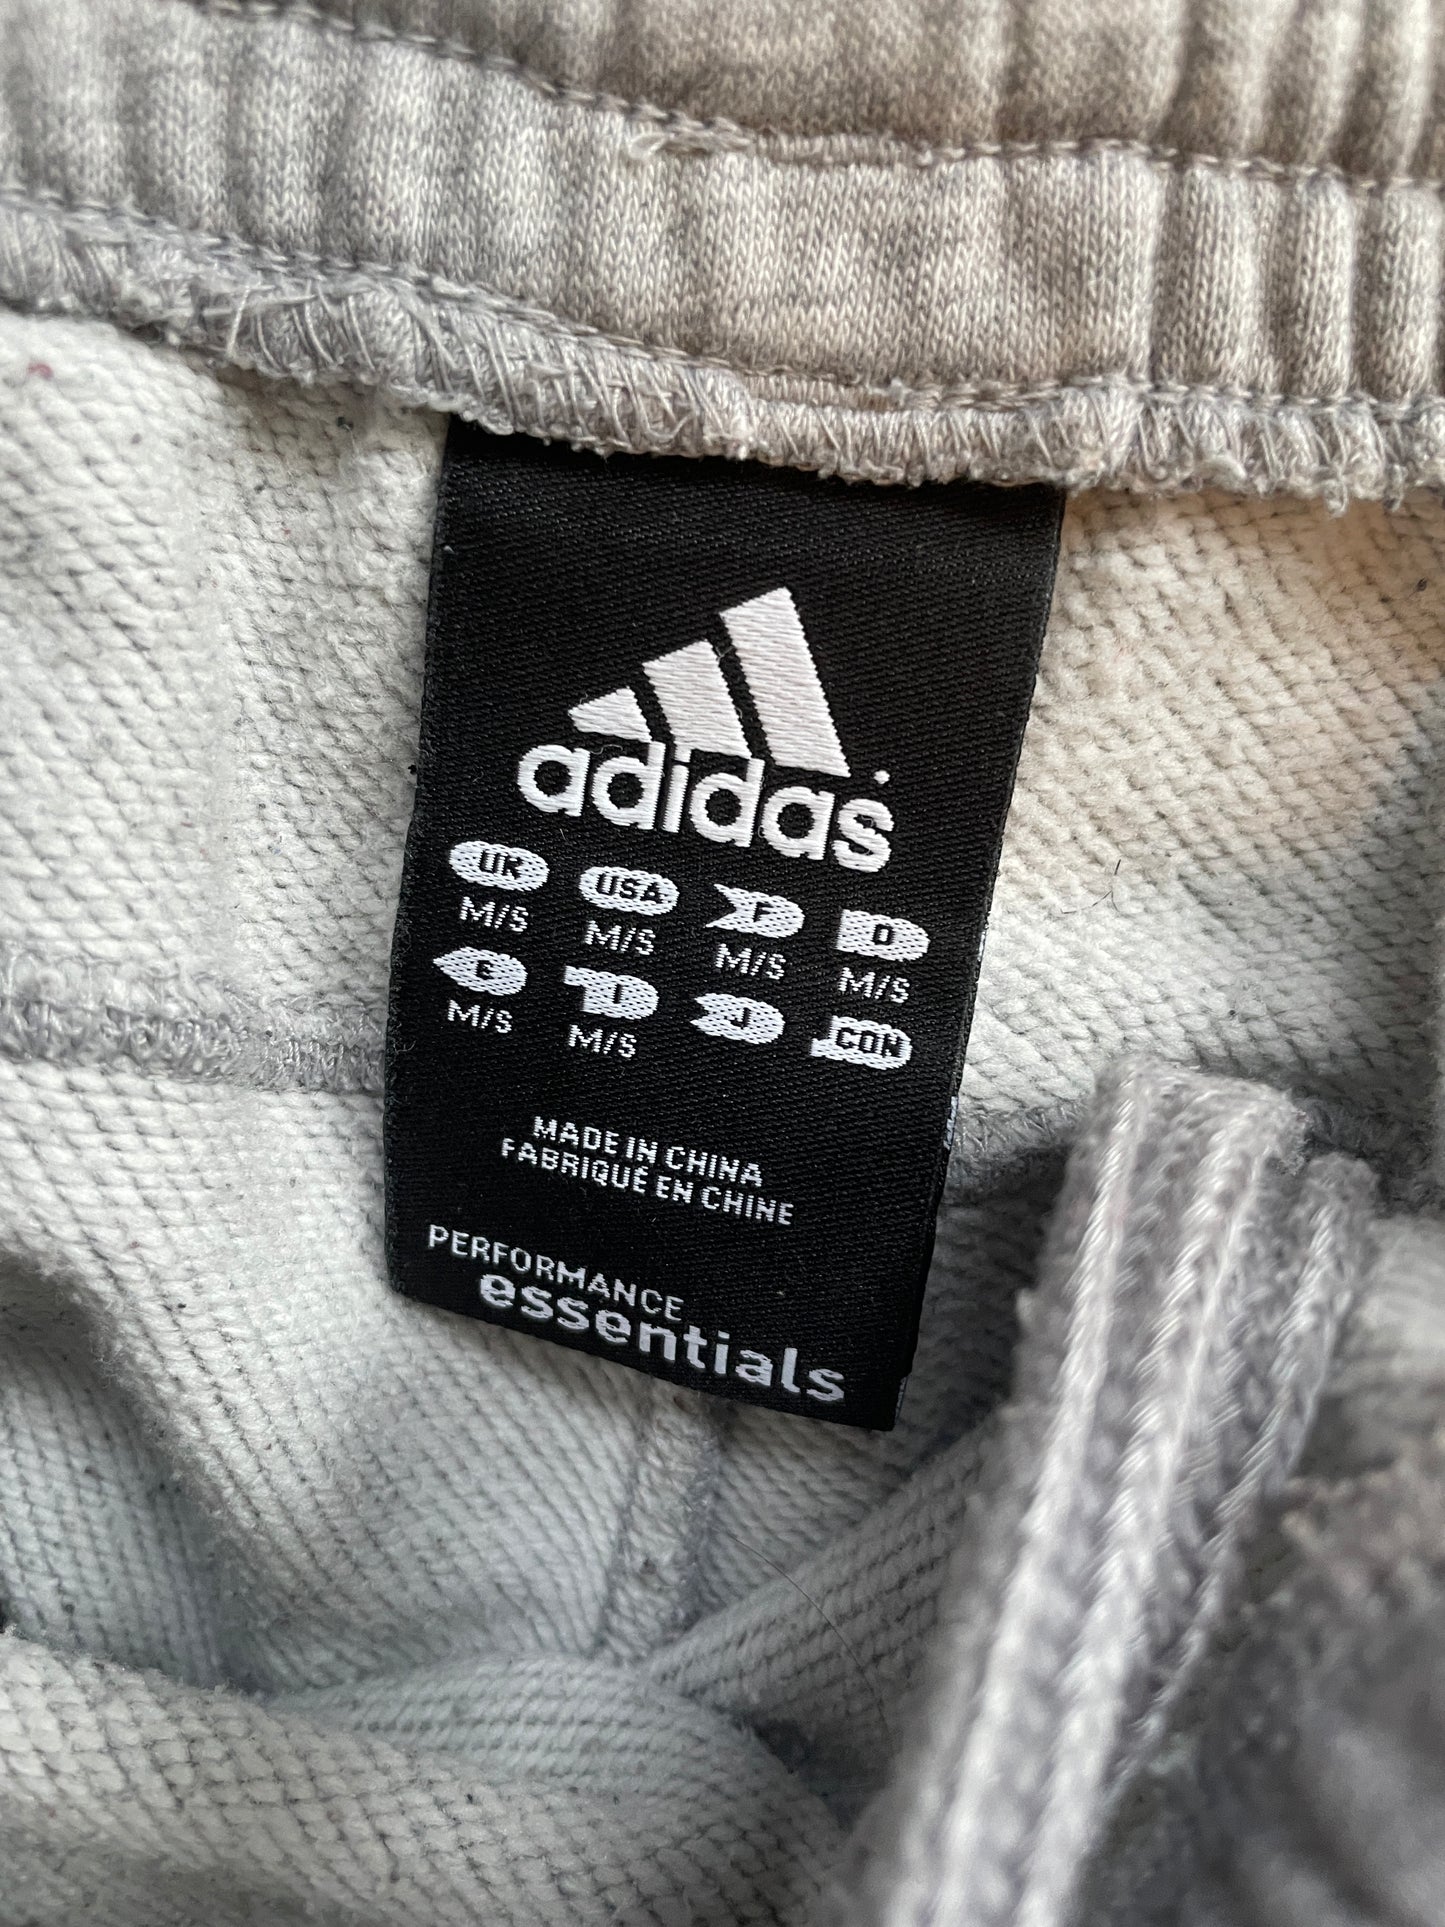 adidas
UK USA F D
M/S M/S M/S M/S
C I J CON
M/S M/S
MADE IN CHINA
FABRIQUÉ EN CHINE
PERFORMANCE
essentials